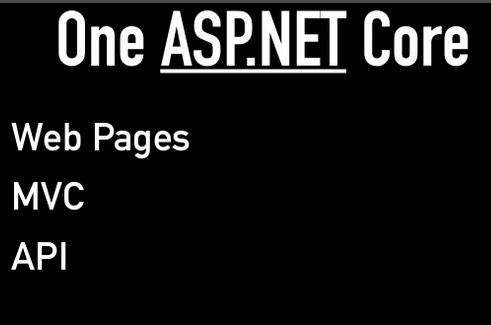 One ASP.NET Core
Web Pages
MVC
API